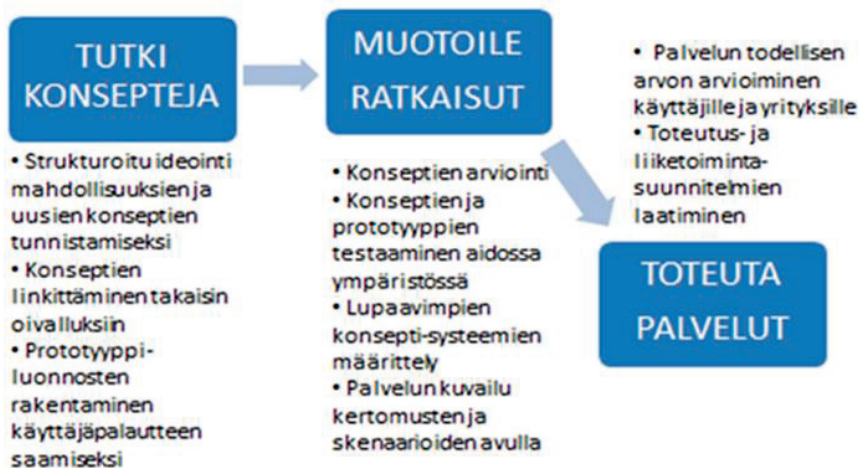 TUTKI
KONSEPTEJA
• Strukturoitu ideointi
mahdollisuuksien ja
uusien konseptien
tunnistamiseksi
• Konseptien
linkittäminen takaisin
oivalluksiin
• Prototyyppi-
luonnosten
rakentaminen
käyttäjäpalautteen
saamiseksi
MUOTOILE
RATKAISUT
• Konseptien arviointi
• Konseptien ja
prototyyppien
testaaminen aidossa
ympäristössä
• Lupaavimpien
konsepti-systeemien
määrittely
• Palvelun kuvailu
kertomusten ja
skenaarioiden avulla
• Palvelun todellisen
arvon arvioiminen
käyttäjille ja yrityksille
• Toteutus- ja
liiketoiminta-
suunnitelmien
laatiminen
TOTEUTA
PALVELUT